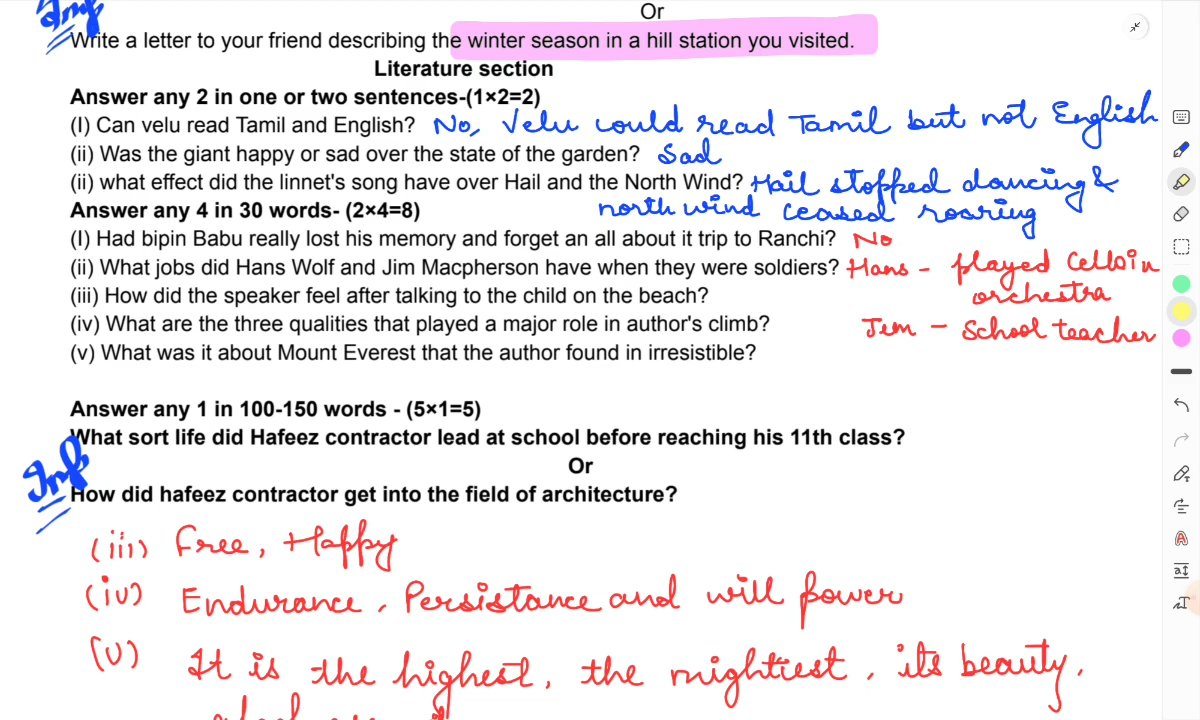 Imp
Or
Write a letter to your friend describing the winter season in a hill station you visited.
Literature section
Answer any 2 in one or two sentences-(1×2=2)
(I) Can velu read Tamil and English? No, Velu could read Tamil but not English
(ii) Was the giant happy or sad over the state of the garden? Sad
(ii) what effect did the linnet's song have over Hail and the North Wind? Hail stopped dancing &
north wind ceased roaring
Answer any 4 in 30 words- (2×4=8)
(I) Had bipin Babu really lost his memory and forget an all about it trip to Ranchi? No
(ii) What jobs did Hans Wolf and Jim Macpherson have when they were soldiers? Hans - played Cello in
orchestra
(iii) How did the speaker feel after talking to the child on the beach?
(iv) What are the three qualities that played a major role in author's climb? Jem - School teacher
(v) What was it about Mount Everest that the author found in irresistible?
Answer any 1 in 100-150 words - (5×1=5)
What sort life did Hafeez contractor lead at school before reaching his 11th class?
Or
Imp
How did hafeez contractor get into the field of architecture?
(iii) Free, Happy
(iv) Endurance, Persistance and will power
(v) It is the highest, the mightiest, its beauty,